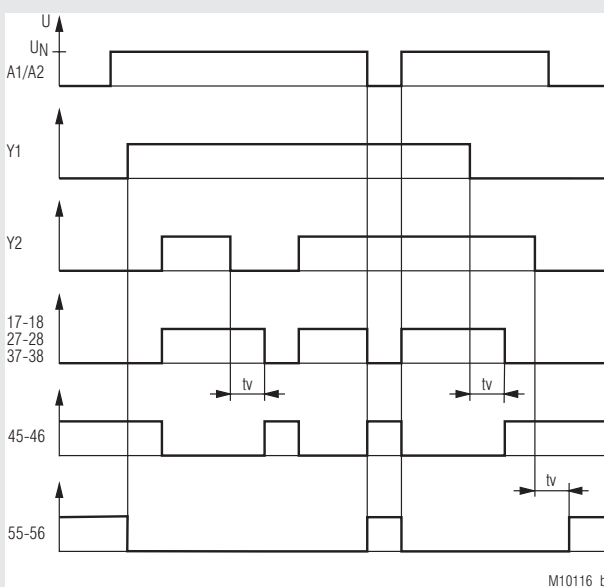 U
UN
A1/A2
Y1
Y2
17-18
27-28
37-38
tv
tv
45-46
tv
55-56
M10116_b